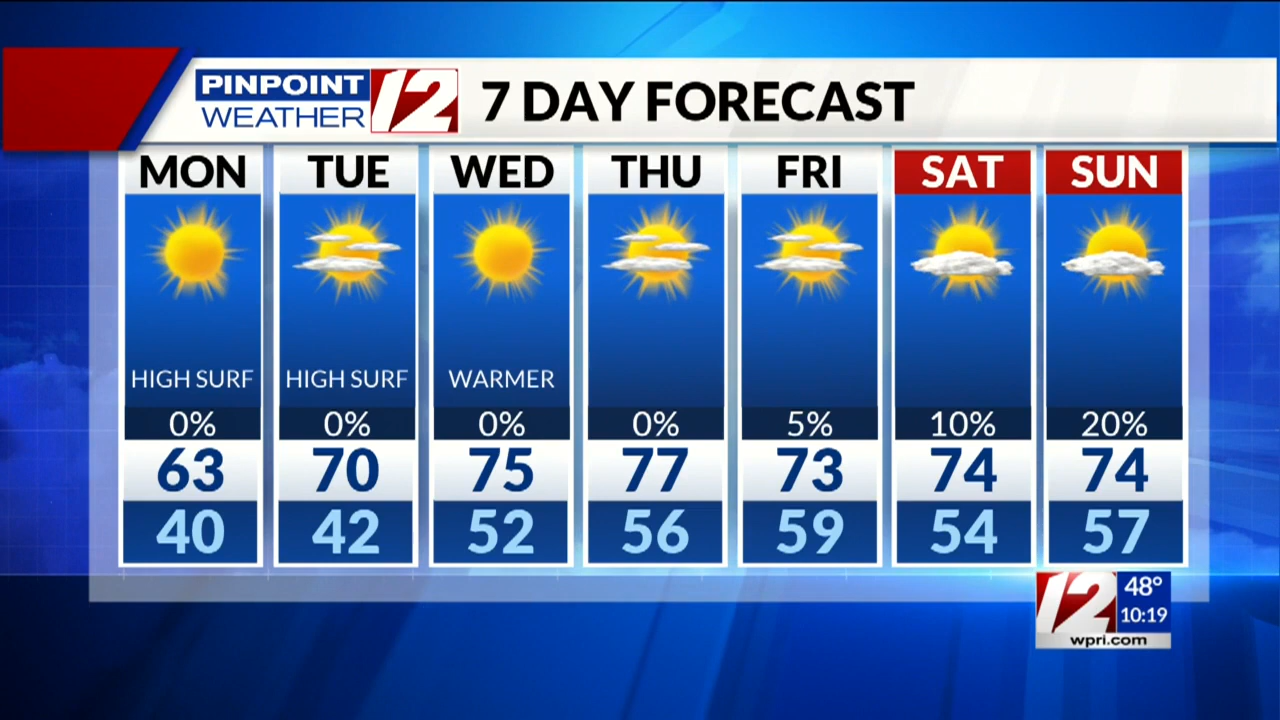 PINPOINT
WEATHER 12
7 DAY FORECAST
MON TUE WED THU FRI SAT SUN
HIGH SURF HIGH SURF WARMER
0% 0% 0% 0% 5% 10% 20%
63 70 75 77 73 74 74
40 42 52 56 59 54 57
12 48°
10:19
wpri.com